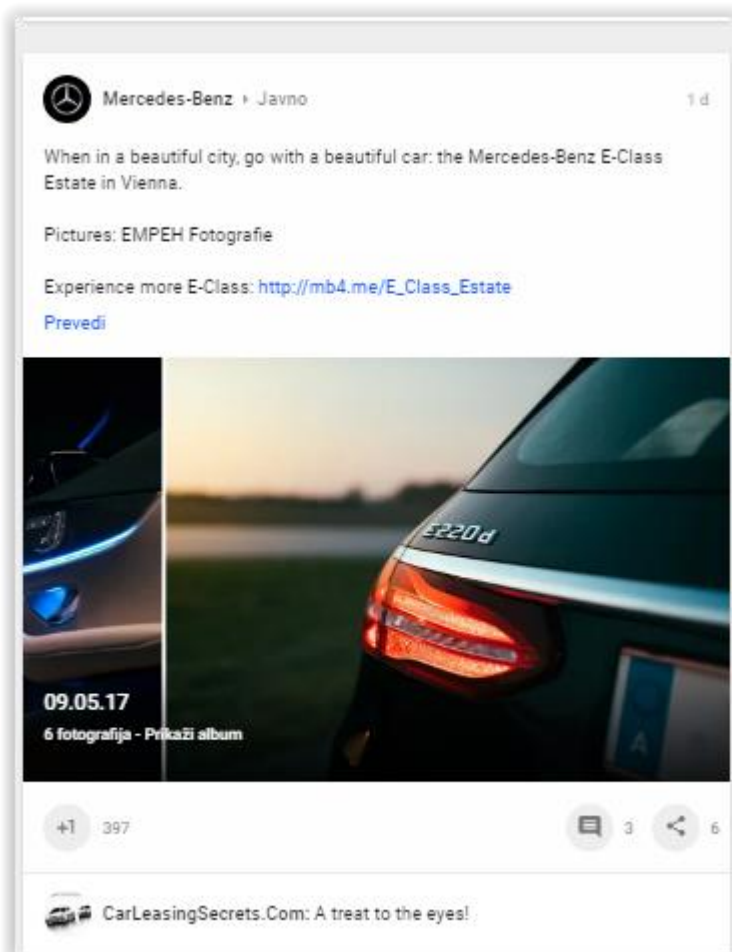 Mercedes-Benz ▸ Javno
1 d
When in a beautiful city, go with a beautiful car: the Mercedes-Benz E-Class
Estate in Vienna.
Pictures: EMPEH Fotografie
Experience more E-Class: http://mb4.me/E_Class_Estate
Prevedi
E220d
A
09.05.17
6 fotografija - Prikaži album
+1 397
3 6
CarLeasingSecrets.Com: A treat to the eyes!